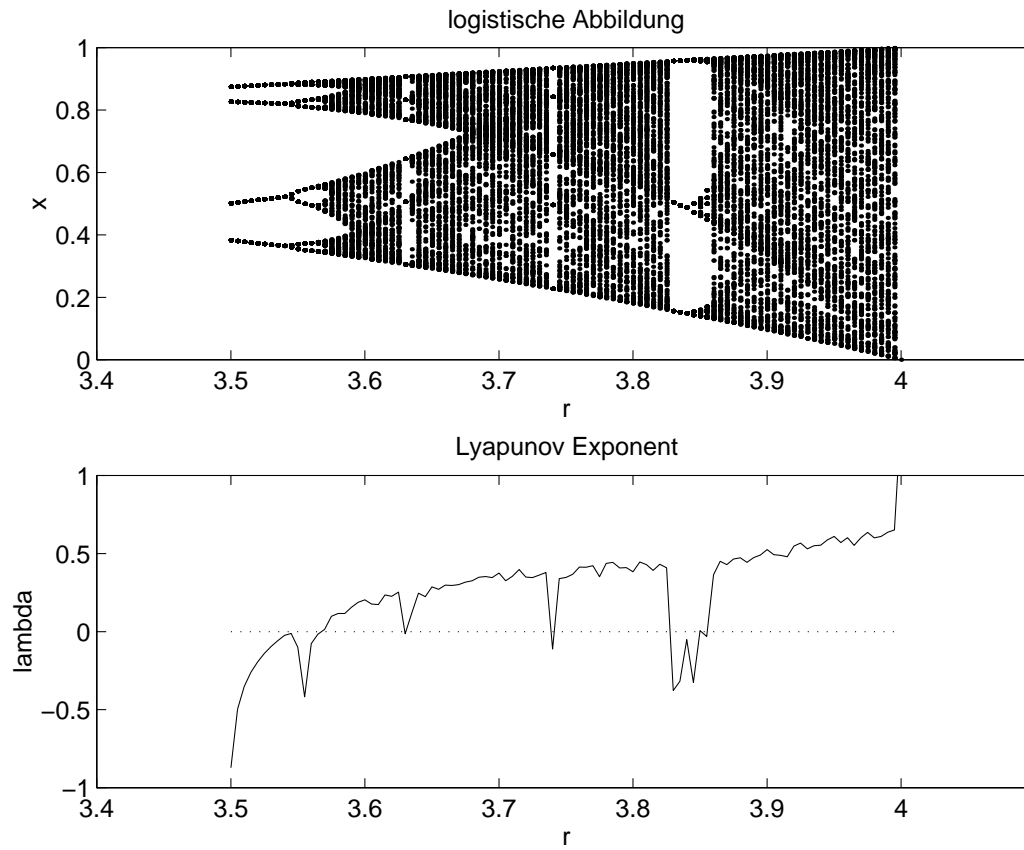 logistische Abbildung
1
0.8
0.6
0.4
0.2
0
x
3.4 3.5 3.6 3.7 3.8 3.9 4
r
Lyapunov Exponent
1
0.5
0
−0.5
−1
lambda
3.4 3.5 3.6 3.7 3.8 3.9 4
r